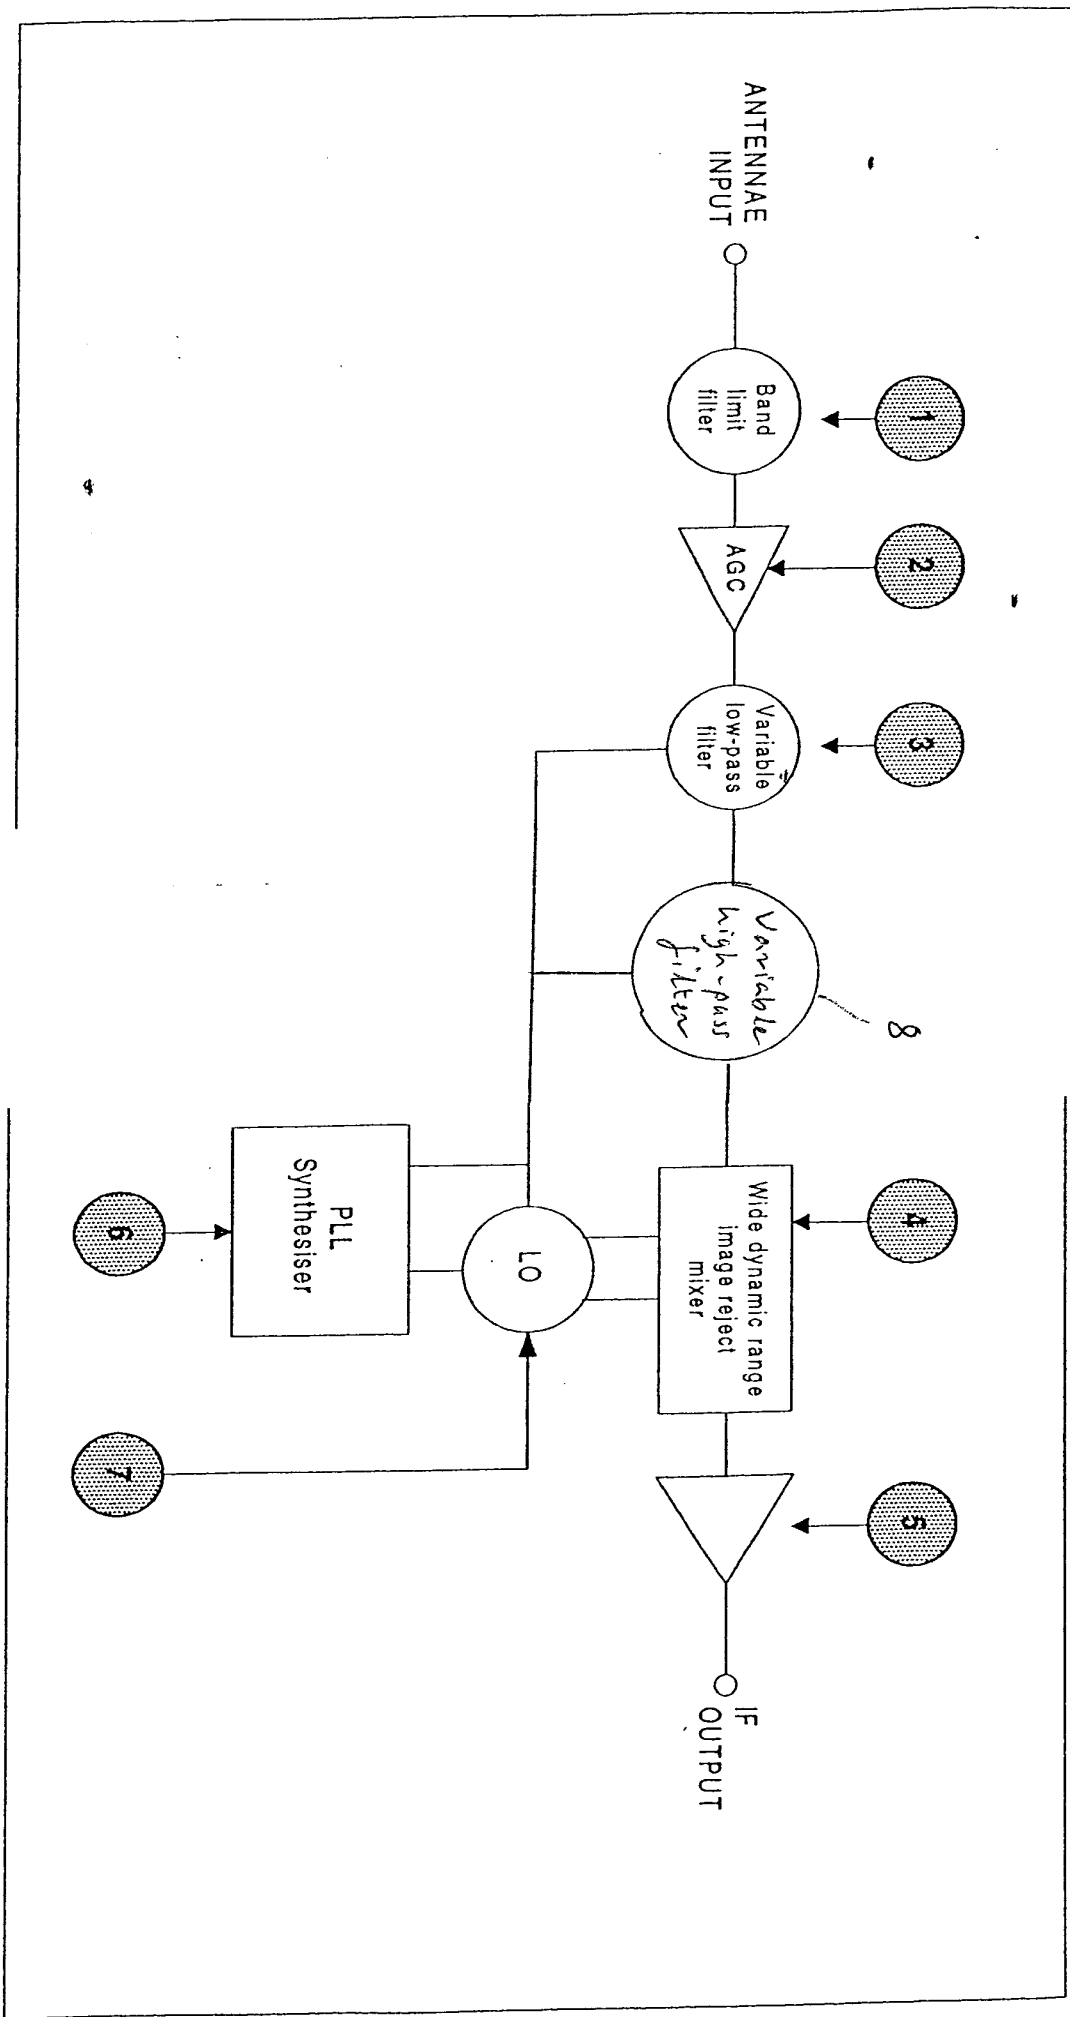 1
2
3
4
5
ANTENNAE
INPUT
Band
limit
filter
AGC
Variable
low-pass
filter
Variable
high-pass
filter
8
Wide dynamic range
image reject
mixer
IF
OUTPUT
LO
PLL
Synthesiser
6
7